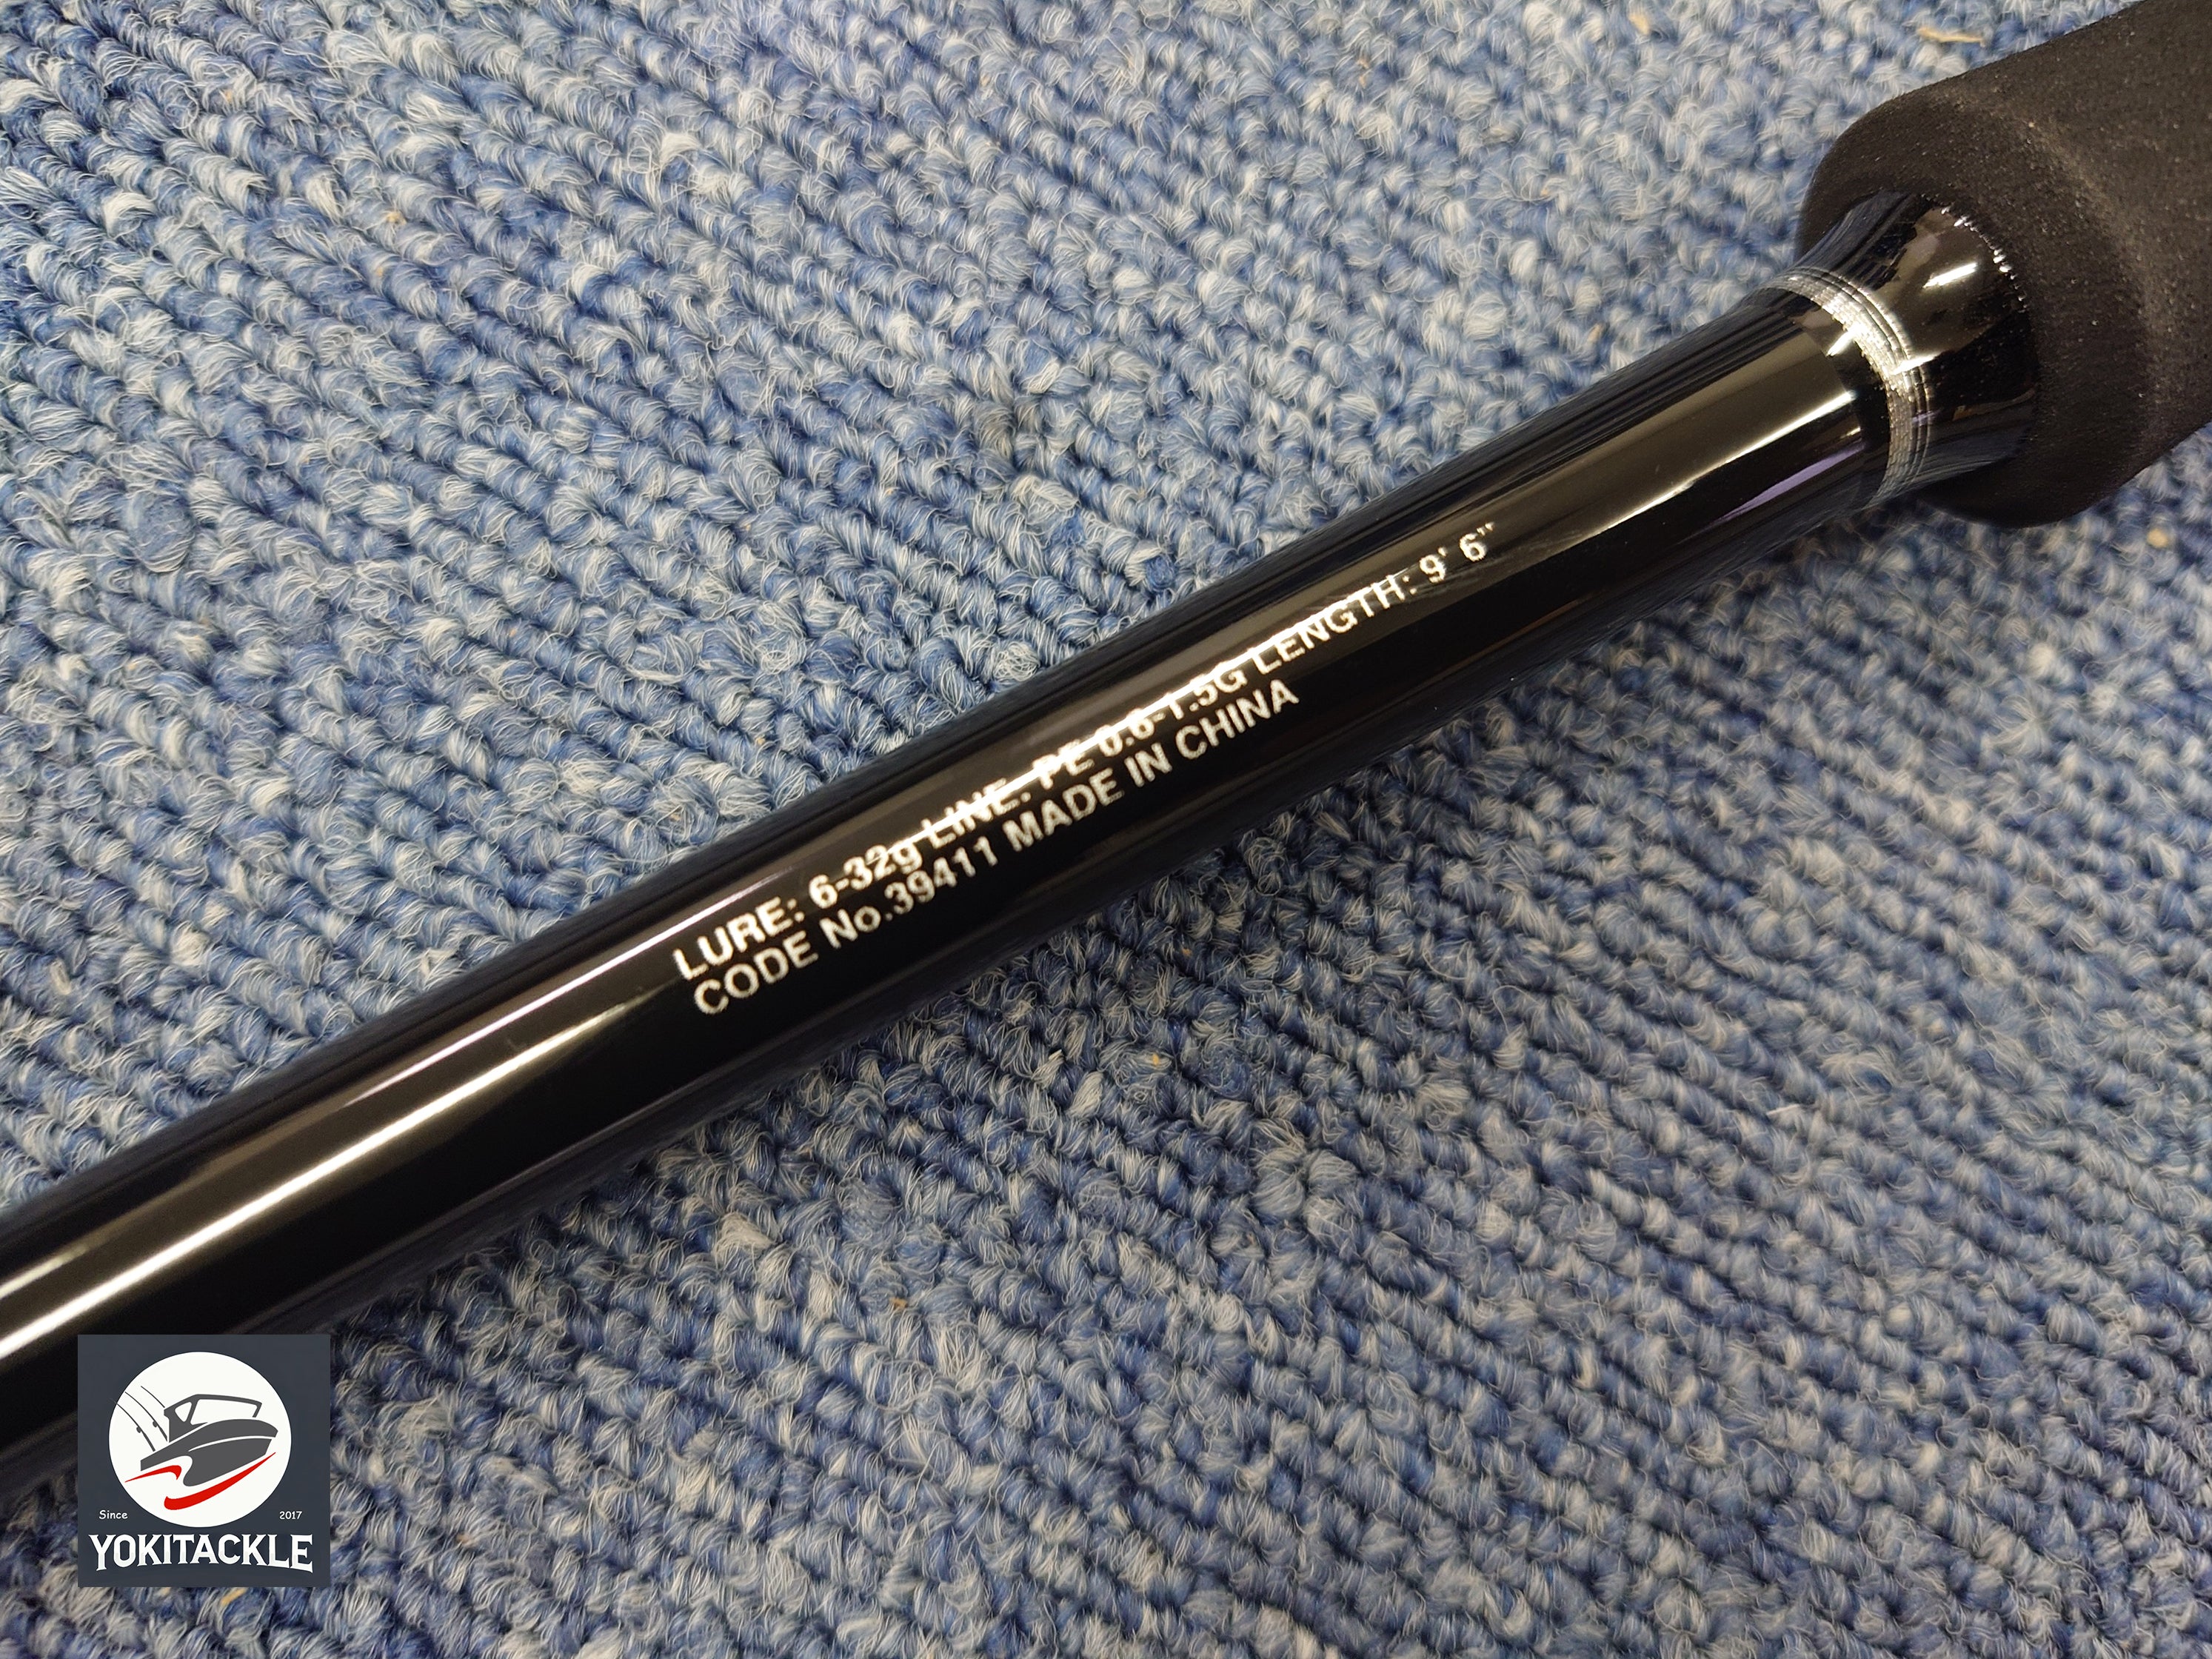 LURE: 6-32g LINE: PE 0.6-1.5G LENGTH: 9' 6"
CODE No.39411 MADE IN CHINA
Since 2017
YOKITACKLE